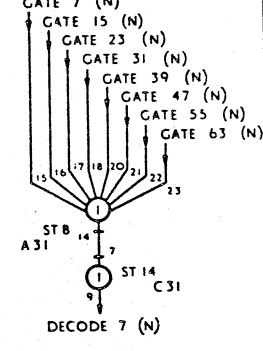 GATE 7 (N)
GATE 15 (N)
GATE 23 (N)
GATE 31 (N)
GATE 39 (N)
GATE 47 (N)
GATE 55 (N)
GATE 63 (N)
15 16 17 18 20 21 22 23
1
ST 8 14
A 31
7
1 ST 14
9 C 31
DECODE 7 (N)